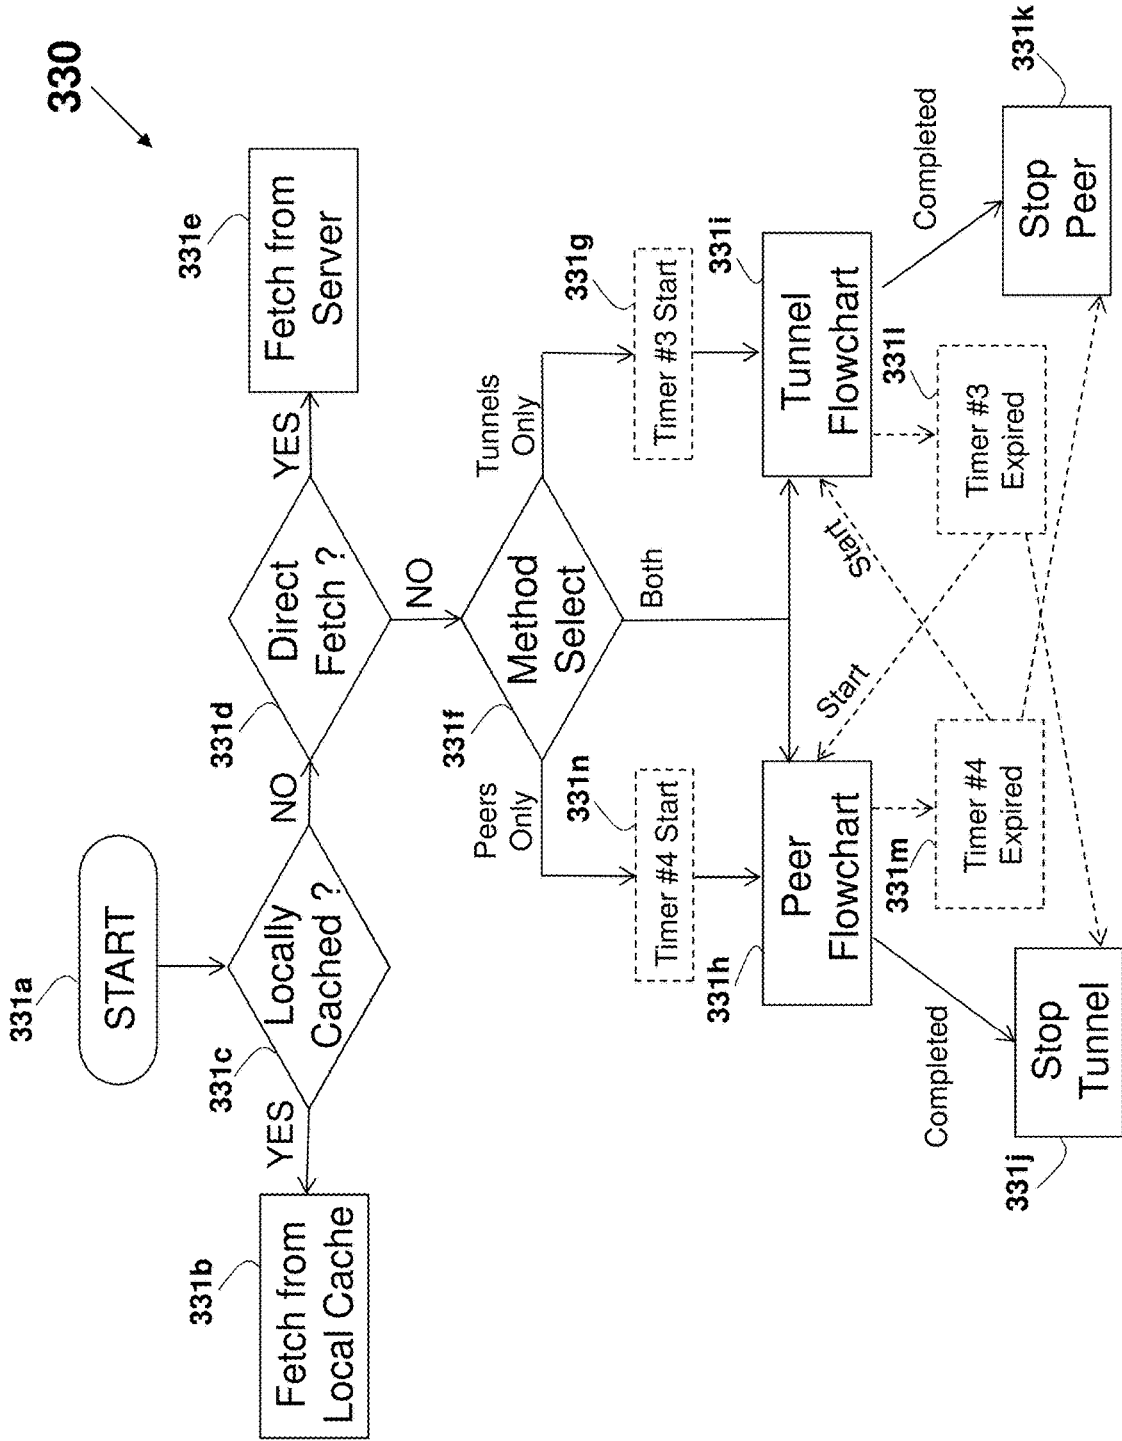 330
331a
START
331c
Locally
Cached ?
YES
NO
331b
Fetch from
Local Cache
331d
Direct
Fetch ?
YES
NO
331e
Fetch from
Server
331f
Method
Select
Peers
Only
Tunnels
Only
Both
331n
Timer #4 Start
331g
Timer #3 Start
331h
Peer
Flowchart
331i
Tunnel
Flowchart
Start
Start
331m
Timer #4
Expired
331l
Timer #3
Expired
Completed
Completed
331j
Stop
Tunnel
331k
Stop
Peer